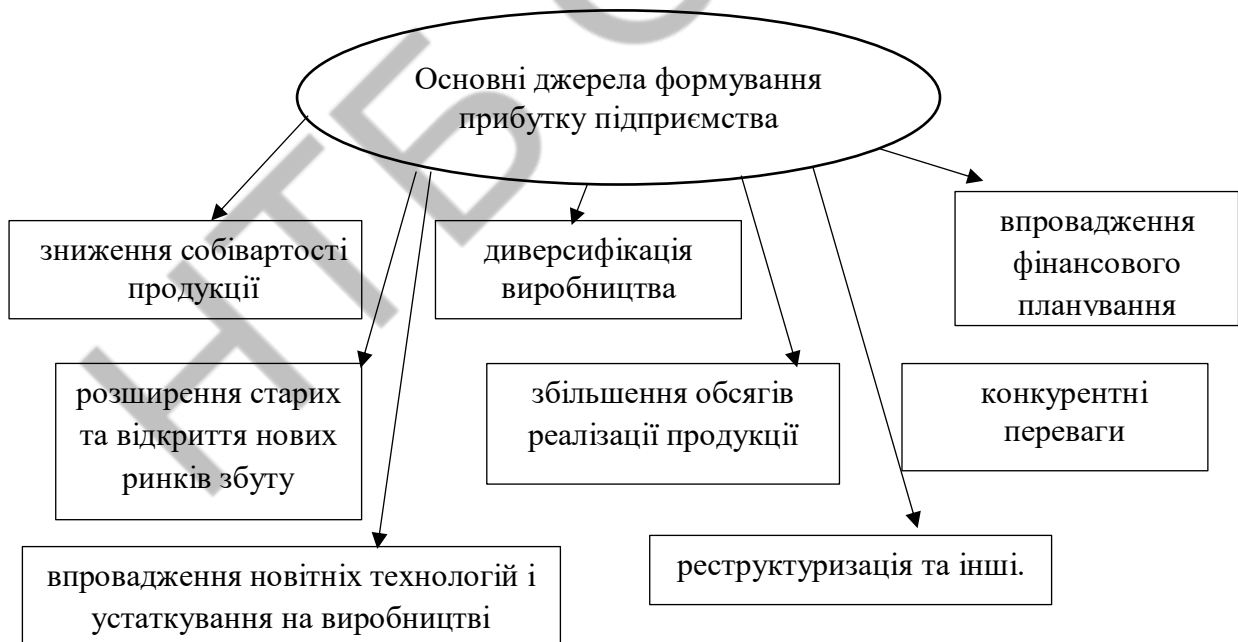 Основні джерела формування
прибутку підприємства
зниження собівартості
продукції
диверсифікація
виробництва
впровадження
фінансового
планування
розширення старих
та відкриття нових
ринків збуту
збільшення обсягів
реалізації продукції
конкурентні
переваги
впровадження новітніх технологій і
устаткування на виробництві
реструктуризація та інші.
НТБ